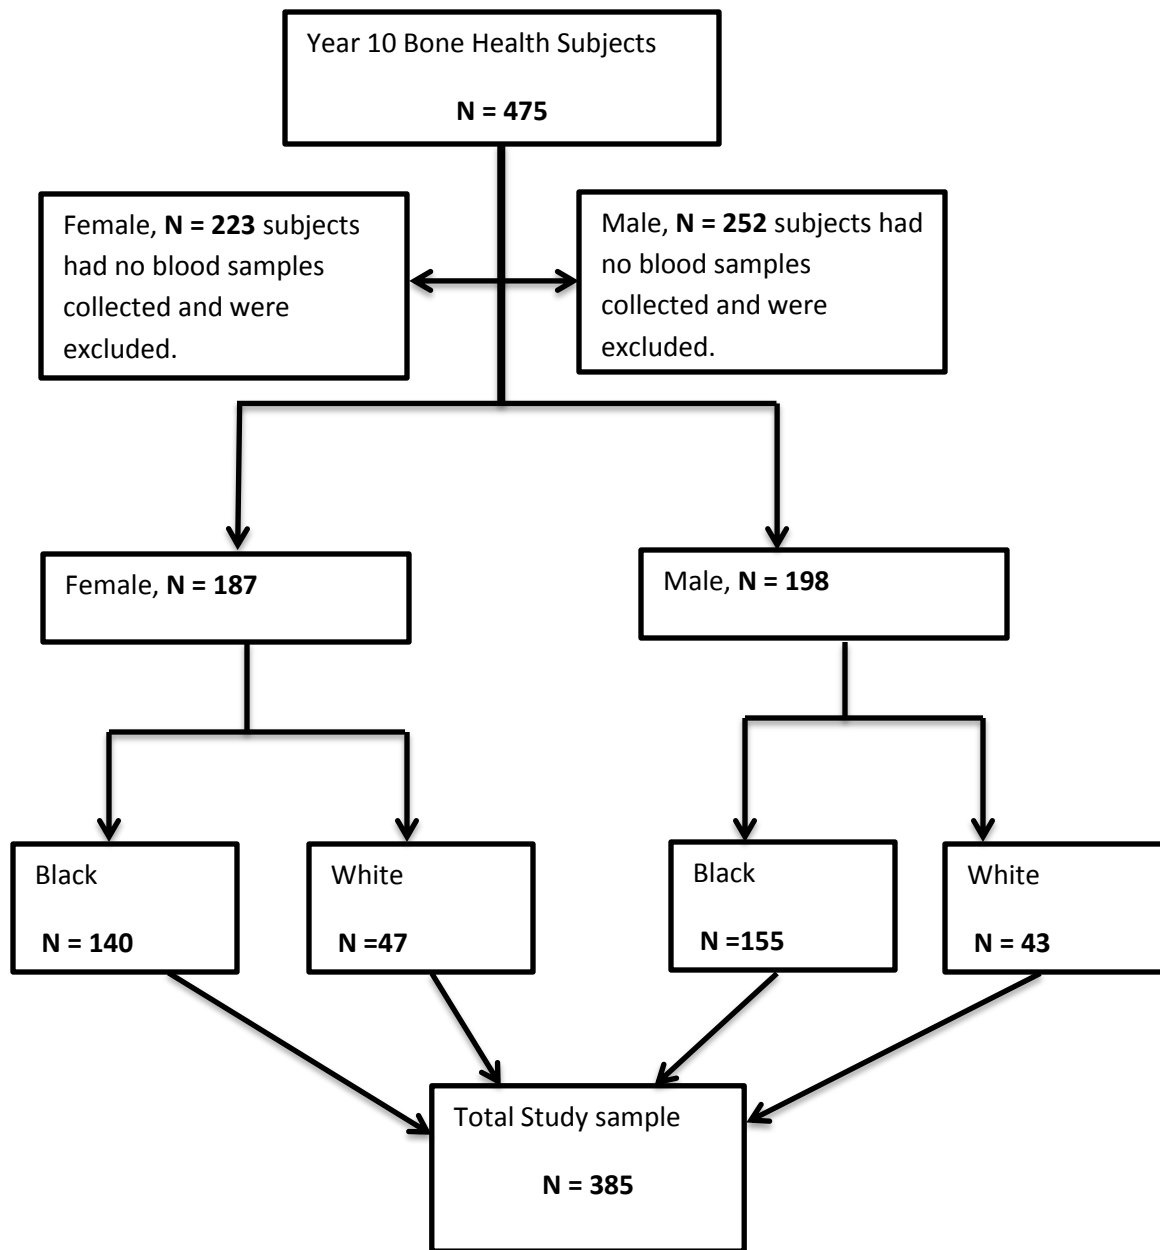 Year 10 Bone Health Subjects
N = 475
Female, N = 223 subjects
had no blood samples
collected and were
excluded.
Male, N = 252 subjects had
no blood samples
collected and were
excluded.
Female, N = 187
Male, N = 198
Black
N = 140
White
N =47
Black
N =155
White
N = 43
Total Study sample
N = 385